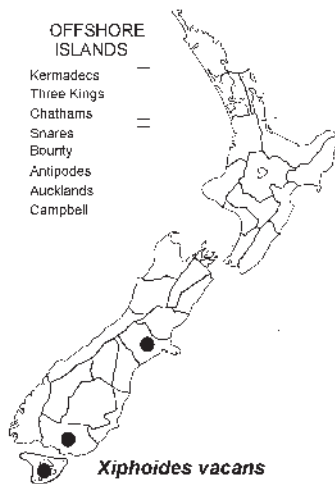 OFFSHORE
ISLANDS
Kermadecs
Three Kings
Chathams
Snares
Bounty
Antipodes
Aucklands
Campbell
Xiphoides vacans